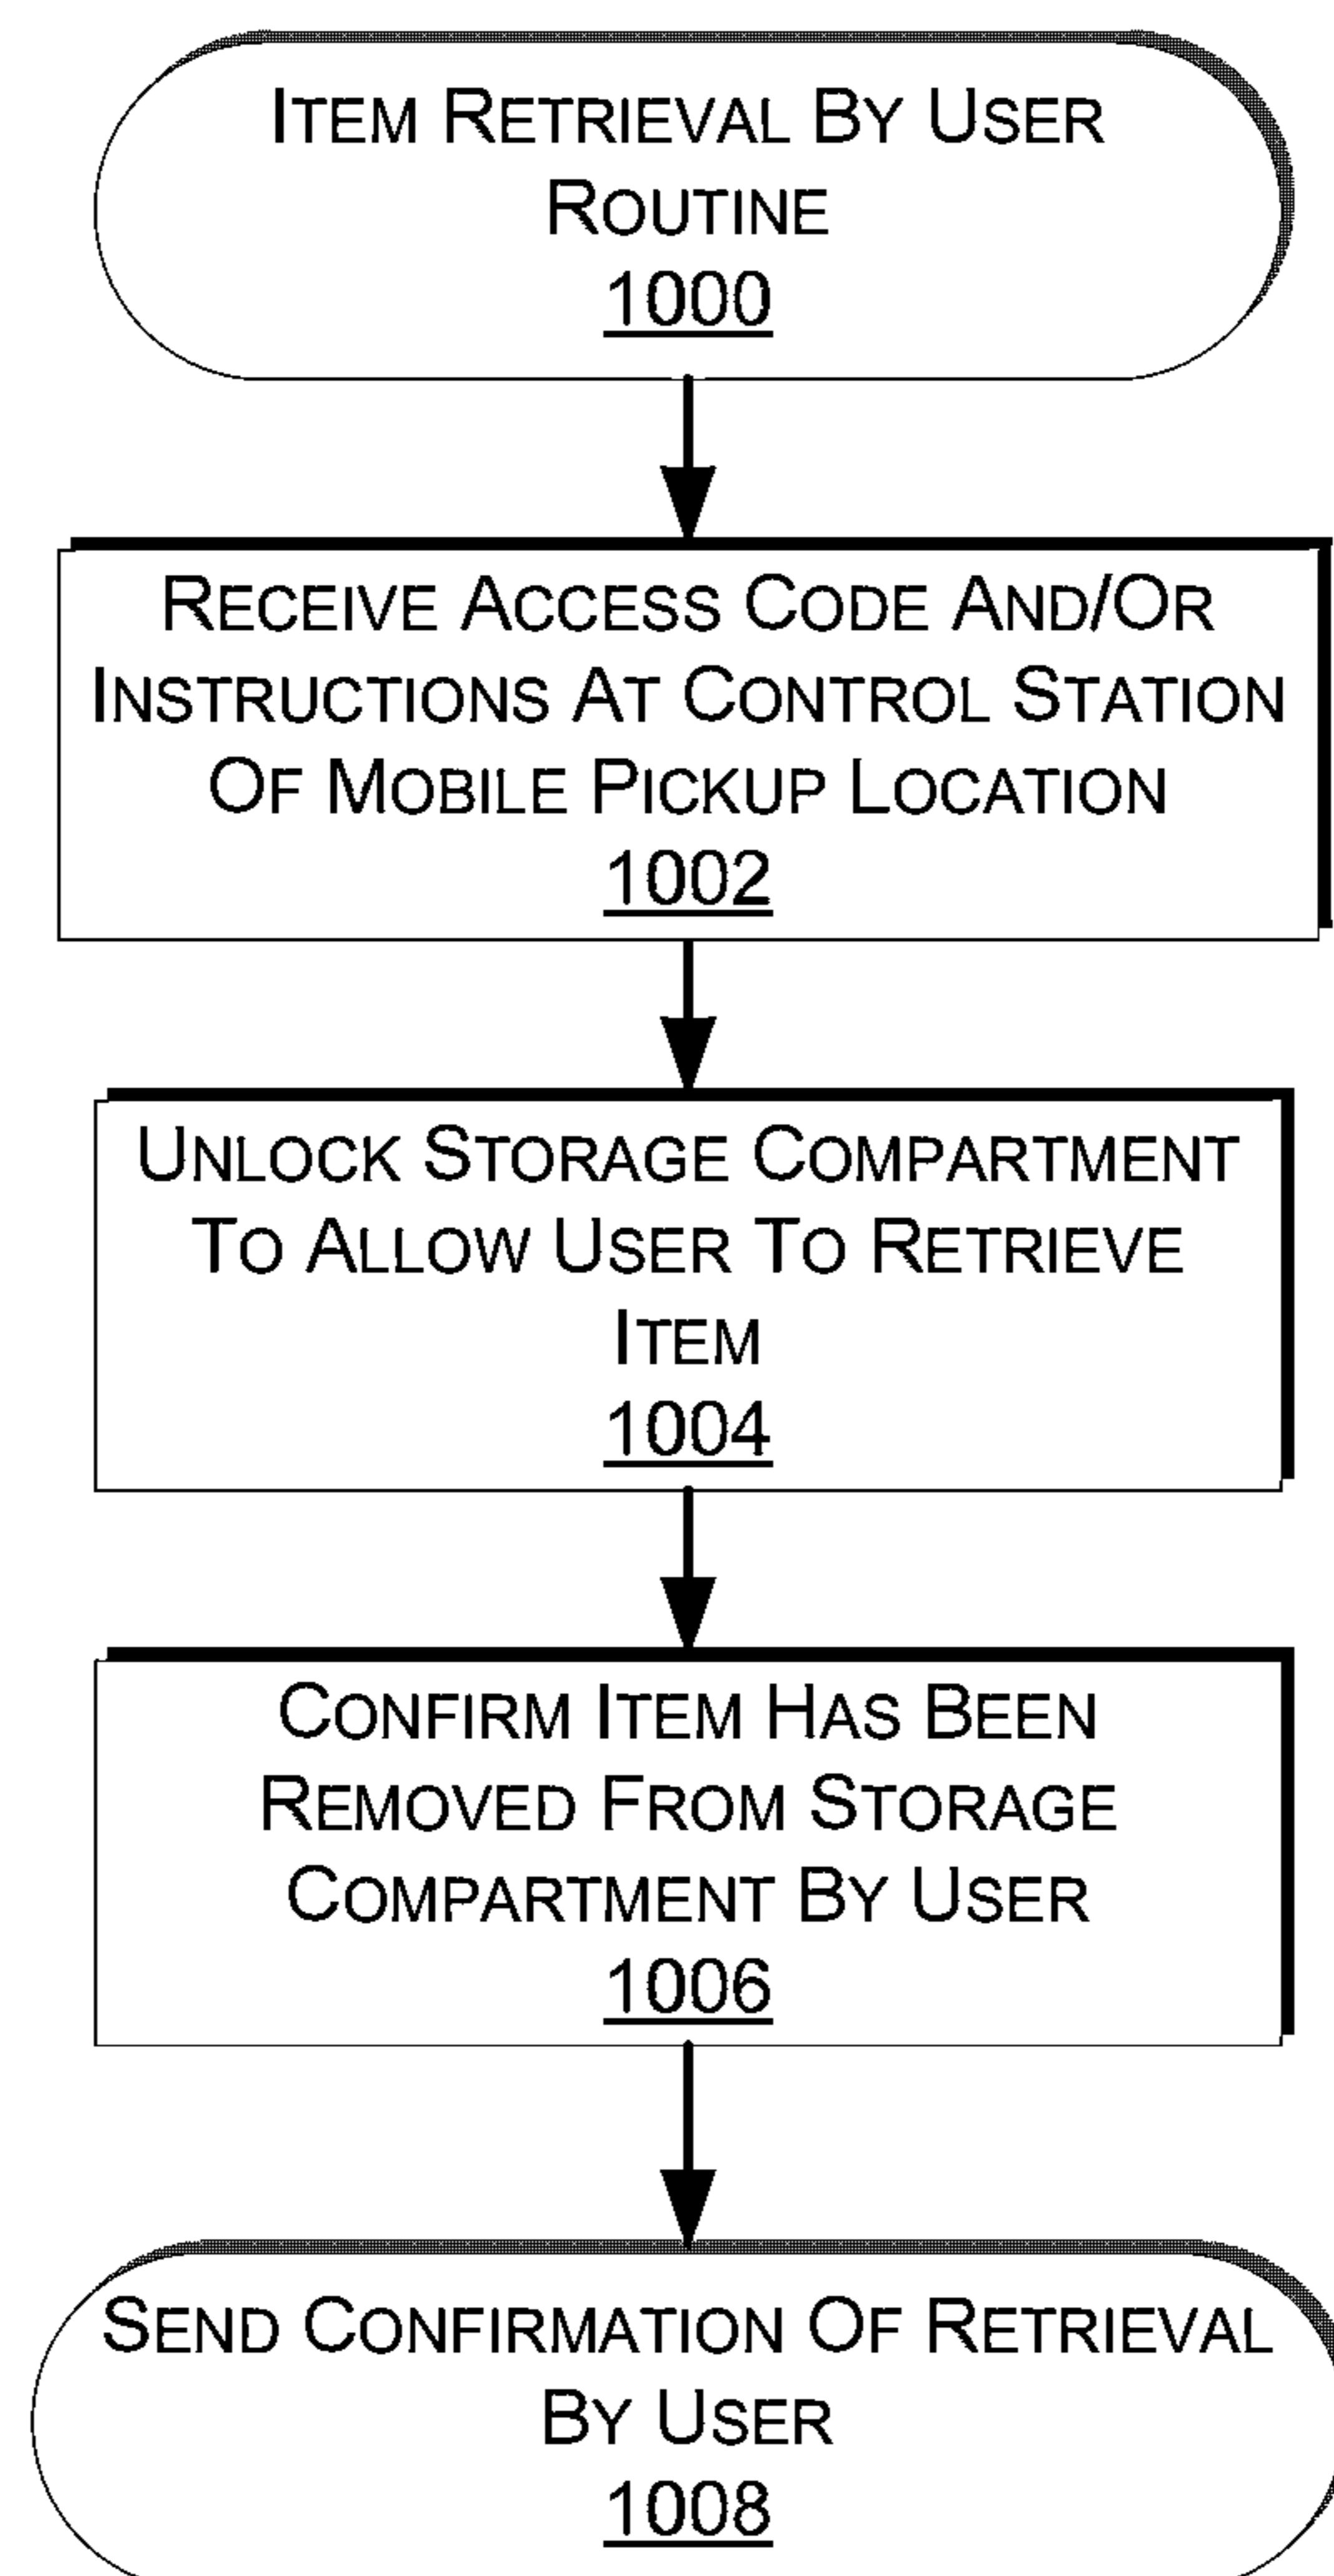 ITEM RETRIEVAL BY USER
ROUTINE
1000
RECEIVE ACCESS CODE AND/OR
INSTRUCTIONS AT CONTROL STATION
OF MOBILE PICKUP LOCATION
1002
UNLOCK STORAGE COMPARTMENT
TO ALLOW USER TO RETRIEVE
ITEM
1004
CONFIRM ITEM HAS BEEN
REMOVED FROM STORAGE
COMPARTMENT BY USER
1006
SEND CONFIRMATION OF RETRIEVAL
BY USER
1008